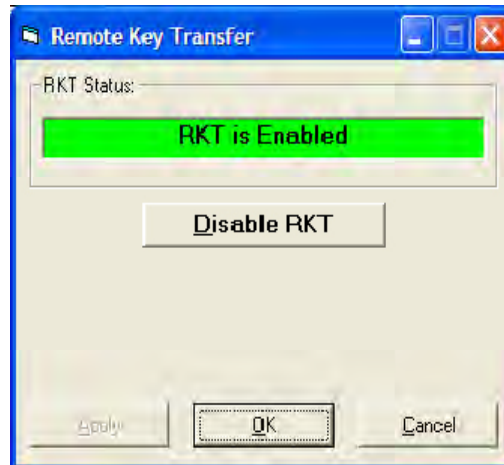 Remote Key Transfer
RKT Status:
RKT is Enabled
Disable RKT
Apply
OK
Cancel